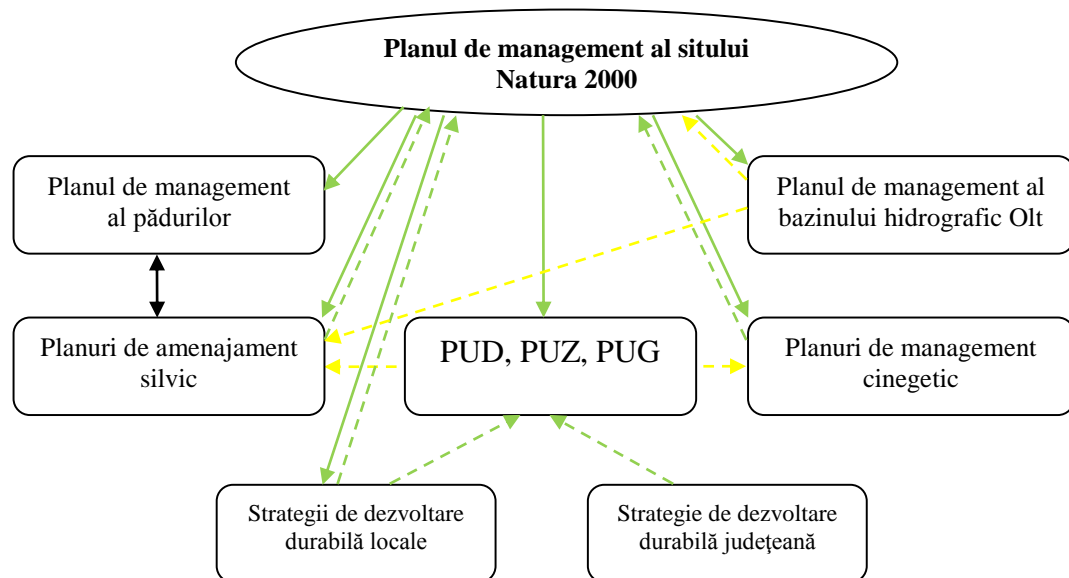 Planul de management al sitului
Natura 2000
Planul de management
al pădurilor
Planul de management al
bazinului hidrografic Olt
Planuri de amenajament
silvic
PUD, PUZ, PUG
Planuri de management
cinegetic
Strategii de dezvoltare
durabilă locale
Strategie de dezvoltare
durabilă judeţeană